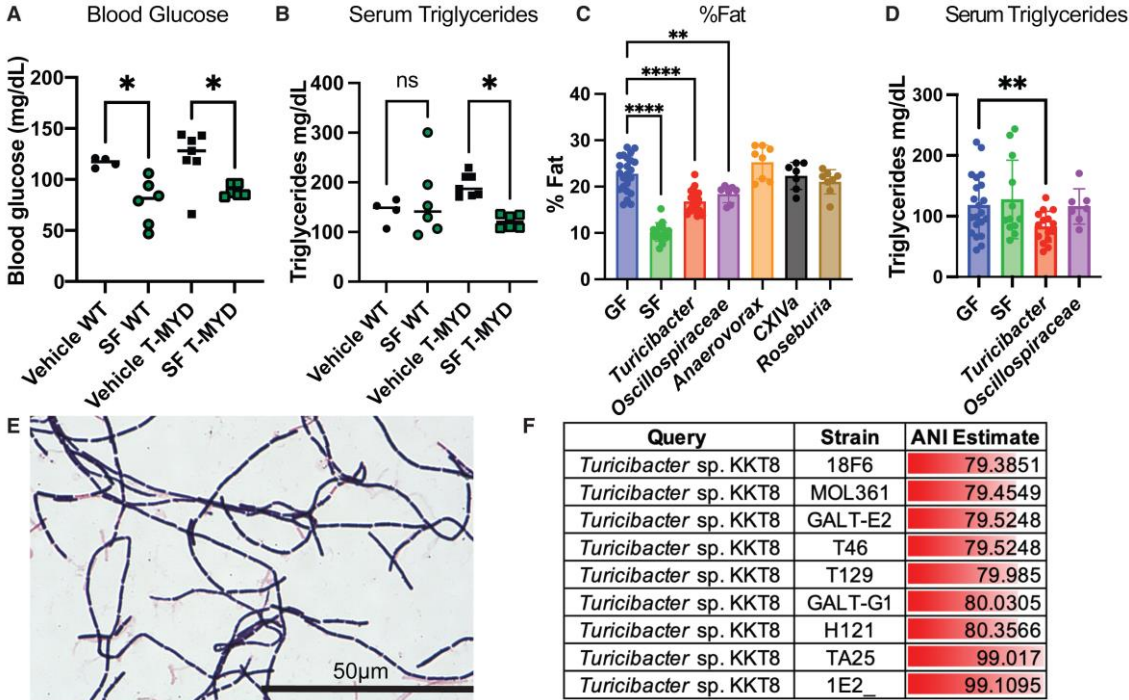 A Blood Glucose
Blood glucose (mg/dL)
200
150
100
50
0
*
*
Vehicle WT
SF WT
Vehicle T-MYD
SF T-MYD
B Serum Triglycerides
Triglycerides mg/dL
400
300
200
100
0
ns
*
Vehicle WT
SF WT
Vehicle T-MYD
SF T-MYD
C %Fat
% Fat
40
30
20
10
0
**
****
****
GF
SF
Turicibacter
Oscillospiraceae
Anaerovorax
CXIVa
Roseburia
D Serum Triglycerides
Triglycerides mg/dL
300
200
100
0
**
GF
SF
Turicibacter
Oscillospiraceae
E
50µm
F
Query Strain ANI Estimate
Turicibacter sp. KKT8 18F6 79.3851
Turicibacter sp. KKT8 MOL361 79.4549
Turicibacter sp. KKT8 GALT-E2 79.5248
Turicibacter sp. KKT8 T46 79.5248
Turicibacter sp. KKT8 T129 79.985
Turicibacter sp. KKT8 GALT-G1 80.0305
Turicibacter sp. KKT8 H121 80.3566
Turicibacter sp. KKT8 TA25 99.017
Turicibacter sp. KKT8 1E2_ 99.1095